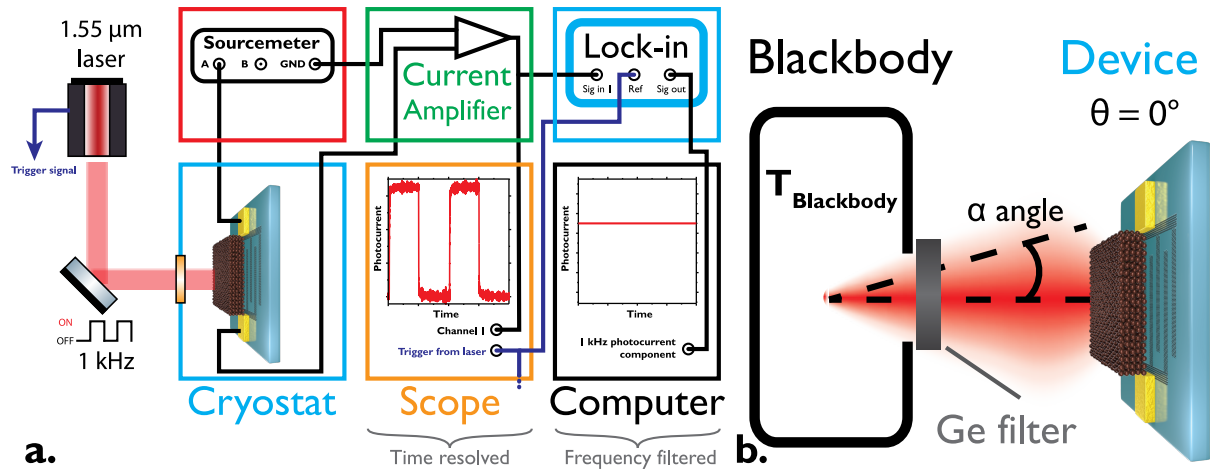 1.55 µm
laser
Trigger signal
ON
OFF
1 kHz
Sourcemeter
A
B
GND
Current
Amplifier
Lock-in
Sig in I
Ref
Sig out
Cryostat
Photocurrent
Time
Channel I
Trigger from laser
Scope
Time resolved
Photocurrent
Time
1 kHz photocurrent
component
Computer
Frequency filtered
a.
Blackbody
T Blackbody
Device
θ = 0°
α angle
Ge filter
b.